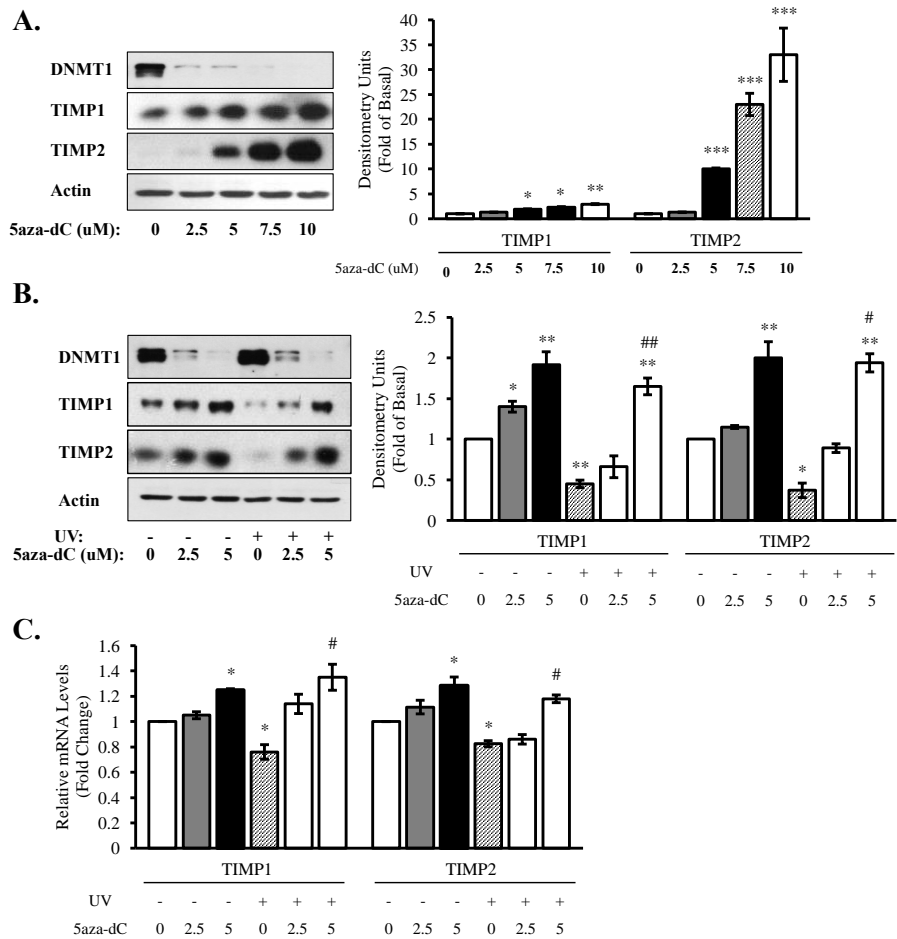 A.
DNMT1
TIMP1
TIMP2
Actin
5aza-dC (uM): 0 2.5 5 7.5 10
Densitometry Units
(Fold of Basal)
40
35
30
25
20
15
10
5
0
* * ** *** *** ***
TIMP1 TIMP2
5aza-dC (uM) 0 2.5 5 7.5 10 0 2.5 5 7.5 10
B.
DNMT1
TIMP1
TIMP2
Actin
UV: - - - + + +
5aza-dC (uM): 0 2.5 5 0 2.5 5
Densitometry Units
(Fold of Basal)
2.5
2
1.5
1
0.5
0
* ** ** ## ** ** * # **
TIMP1 TIMP2
UV - - - + + + - - - + + +
5aza-dC 0 2.5 5 0 2.5 5 0 2.5 5 0 2.5 5
C.
Relative mRNA Levels
(Fold Change)
1.6
1.4
1.2
1
0.8
0.6
0.4
0.2
0
* * # * * #
TIMP1 TIMP2
UV - - - + + + - - - + + +
5aza-dC 0 2.5 5 0 2.5 5 0 2.5 5 0 2.5 5